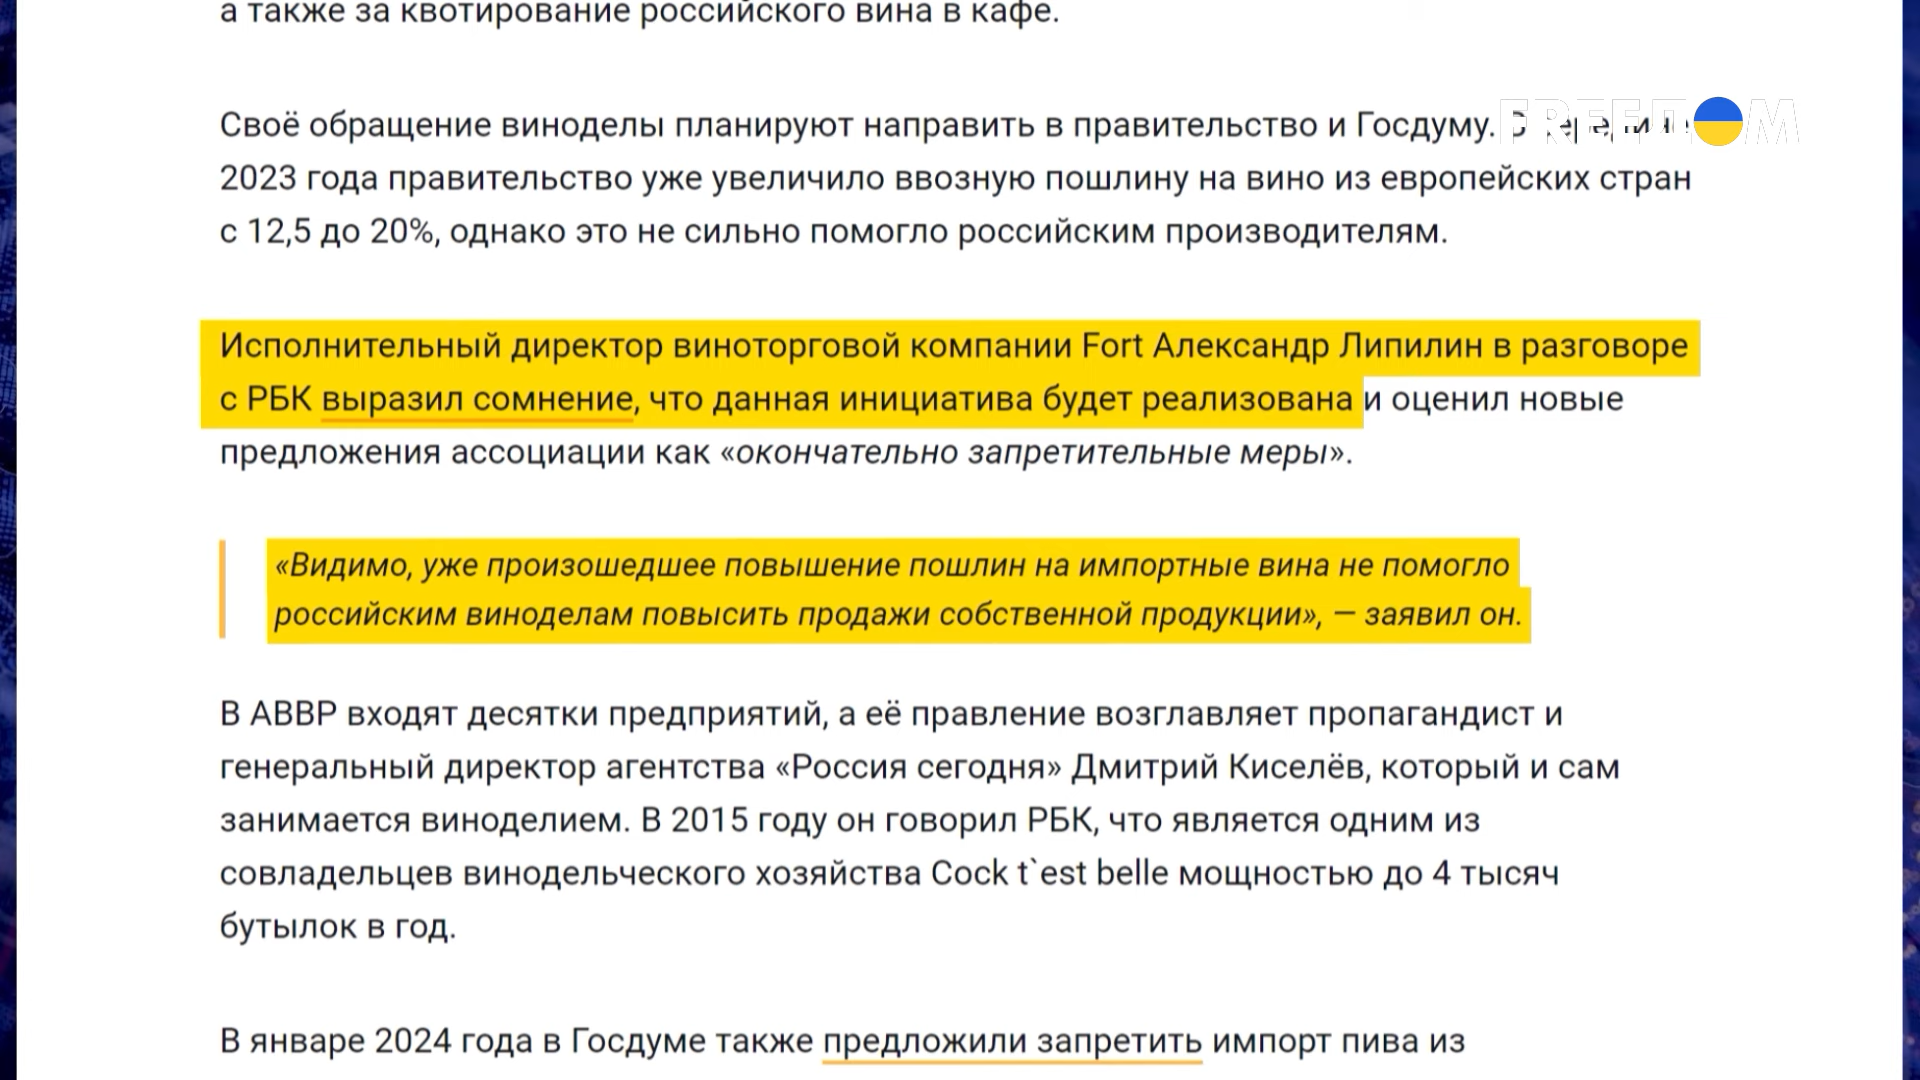 а также за квотирование российского вина в кафе.
Своё обращение виноделы планируют направить в правительство и Госдуму. В середине
FREEДОМ
2023 года правительство уже увеличило ввозную пошлину на вино из европейских стран
с 12,5 до 20%, однако это не сильно помогло российским производителям.
Исполнительный директор виноторговой компании Fort Александр Липилин в разговоре
с РБК выразил сомнение, что данная инициатива будет реализована и оценил новые
предложения ассоциации как «окончательно запретительные меры».
«Видимо, уже произошедшее повышение пошлин на импортные вина не помогло
российским виноделам повысить продажи собственной продукции», — заявил он.
В АВВР входят десятки предприятий, а её правление возглавляет пропагандист и
генеральный директор агентства «Россия сегодня» Дмитрий Киселёв, который и сам
занимается виноделием. В 2015 году он говорил РБК, что является одним из
совладельцев винодельческого хозяйства Cock t`est belle мощностью до 4 тысяч
бутылок в год.
В январе 2024 года в Госдуме также предложили запретить импорт пива из